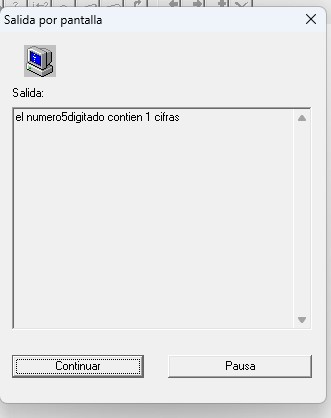 Salida por pantalla
Salida:
el numero5digitado contien 1 cifras
Continuar
Pausa